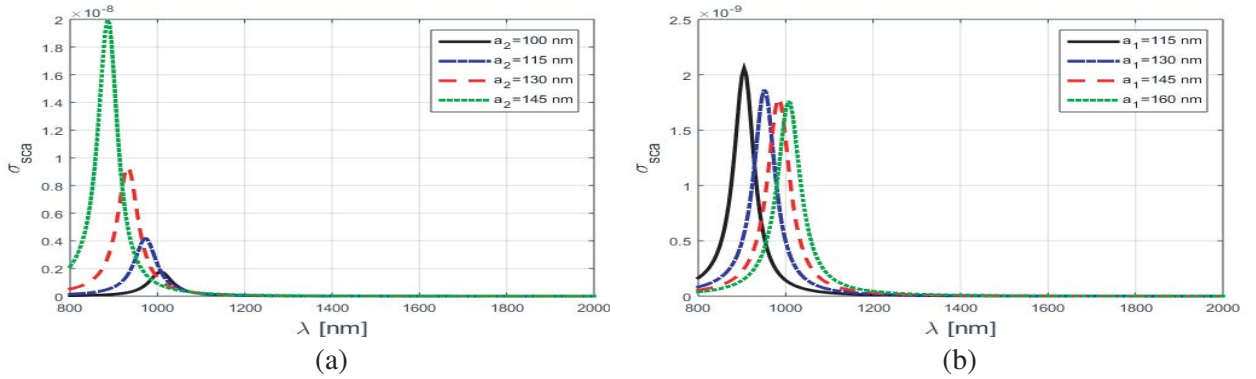 ×10⁻⁸
2
1.8
1.6
1.4
1.2
1
0.8
0.6
0.4
0.2
0
σsca
800 1000 1200 1400 1600 1800 2000
λ [nm]
a₂=100 nm
a₂=115 nm
a₂=130 nm
a₂=145 nm
(a)
×10⁻⁹
2.5
2
1.5
1
0.5
0
σsca
800 1000 1200 1400 1600 1800 2000
λ [nm]
a₁=115 nm
a₁=130 nm
a₁=145 nm
a₁=160 nm
(b)